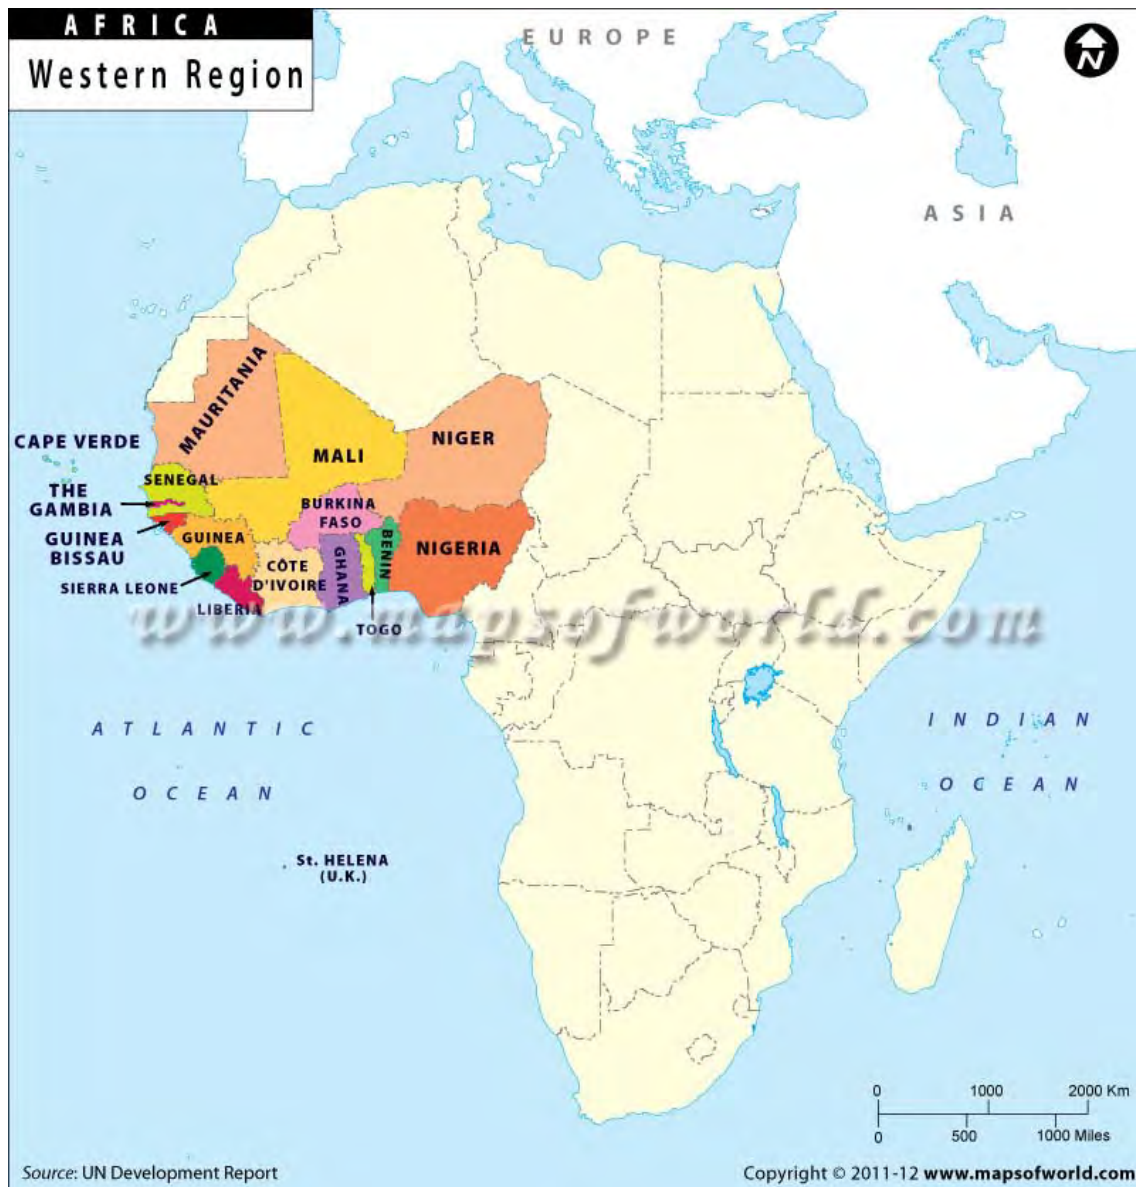 AFRICA
Western Region
EUROPE
N
ASIA
MAURITANIA
CAPE VERDE
MALI
NIGER
SENEGAL
THE
GAMBIA
BURKINA
FASO
GUINEA
BISSAU
GUINEA
BENIN
NIGERIA
CÔTE
D'IVOIRE
GHANA
SIERRA LEONE
LIBERIA
TOGO
www.mapsofworld.com
ATLANTIC
OCEAN
INDIAN
OCEAN
St. HELENA
(U.K.)
0 1000 2000 Km
0 500 1000 Miles
Source: UN Development Report
Copyright © 2011-12 www.mapsofworld.com